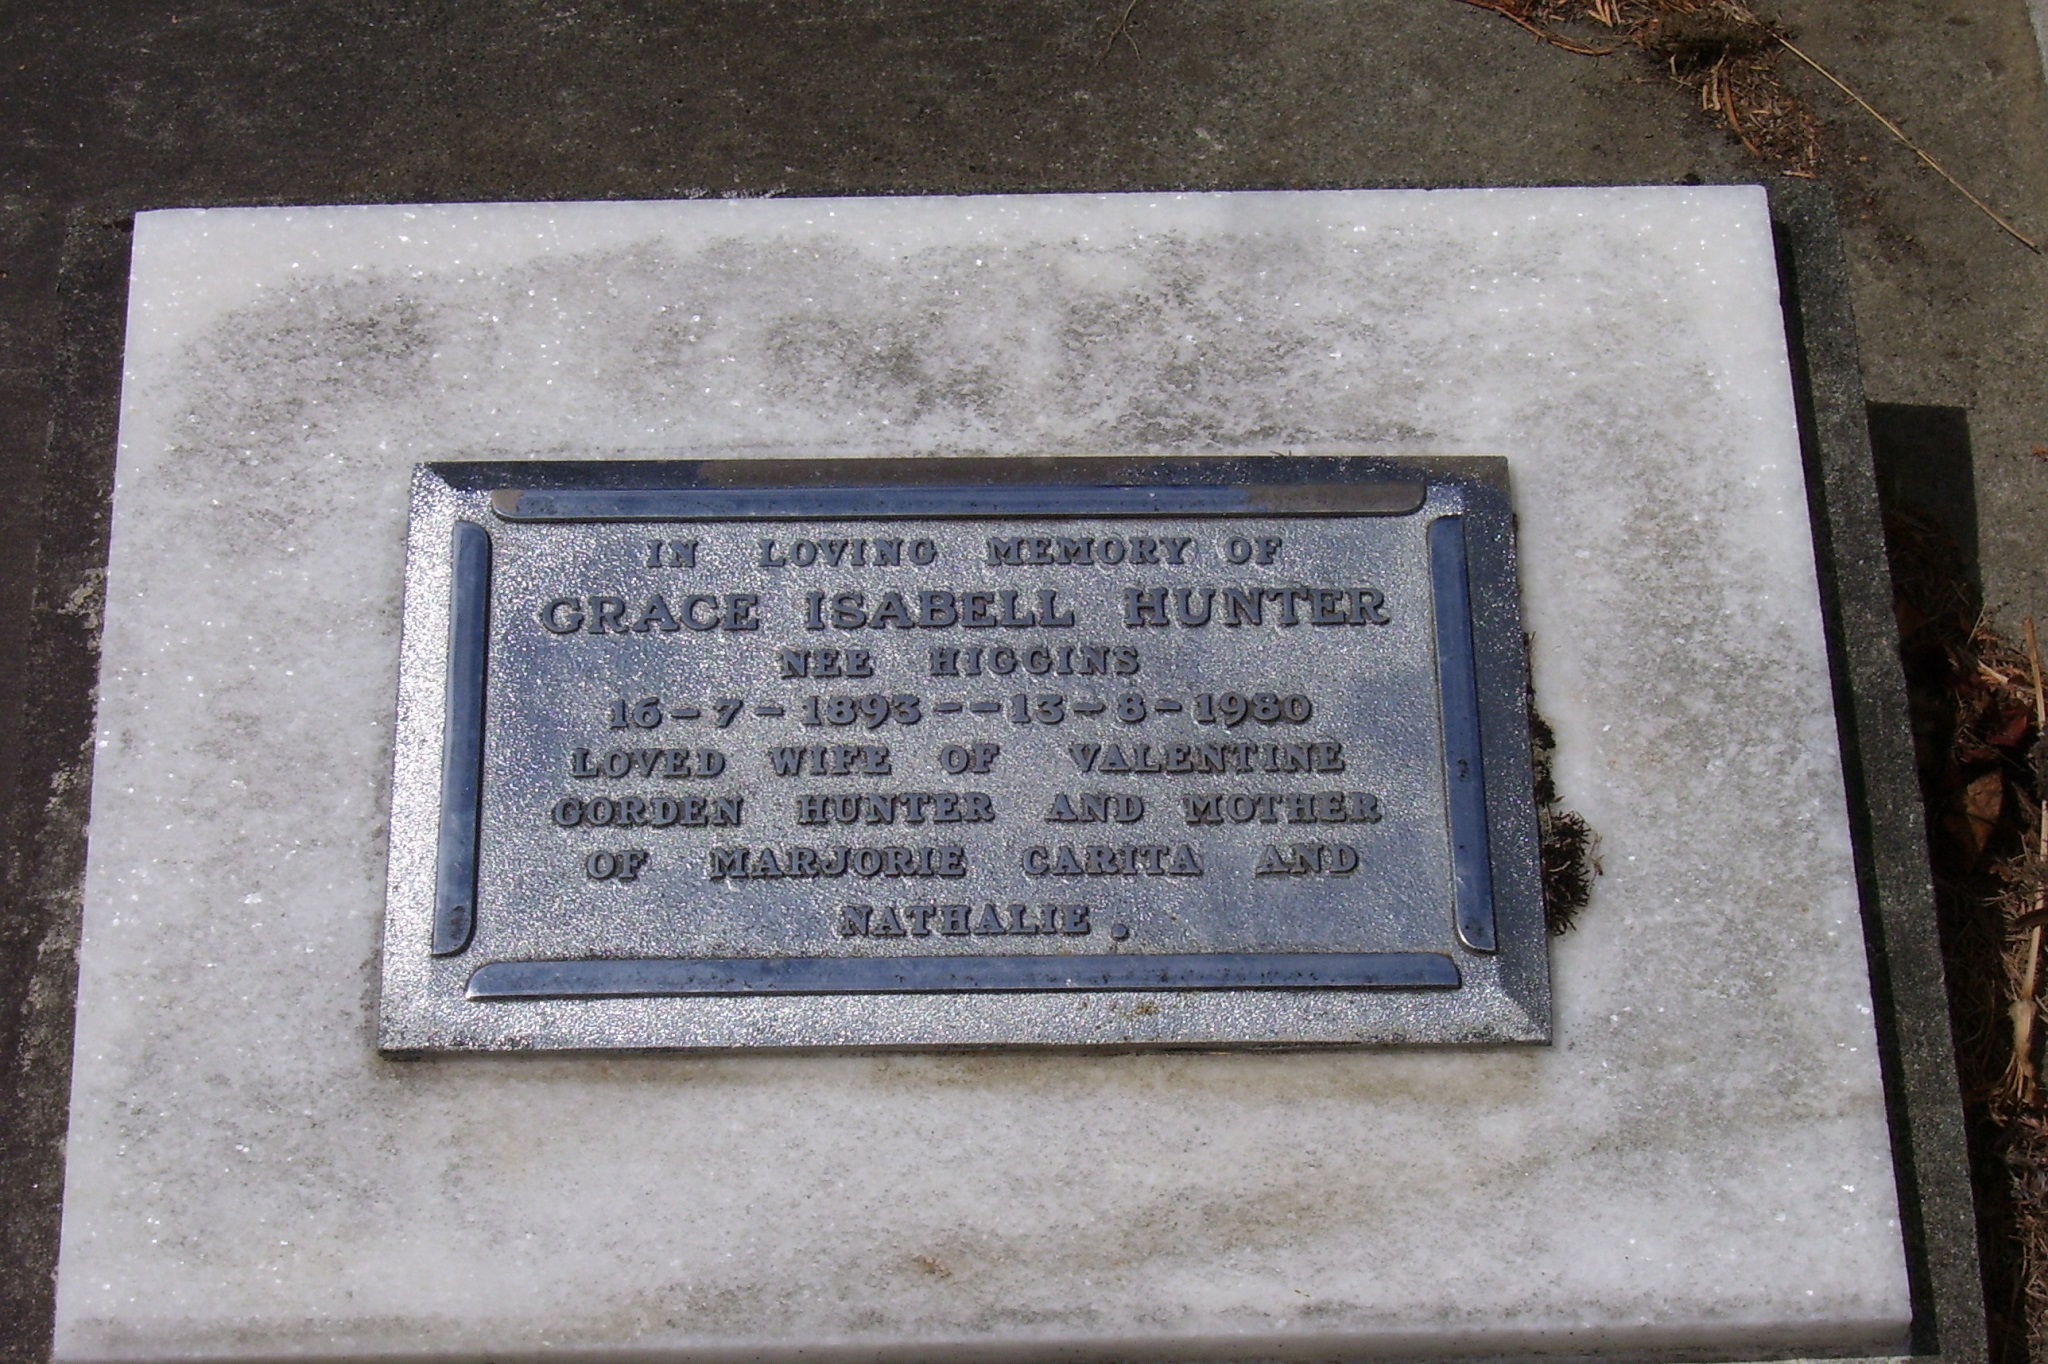 IN LOVING MEMORY OF
GRACE ISABELL HUNTER
NEE HIGGINS
16-7-1893--13-8-1980
LOVED WIFE OF VALENTINE
GORDEN HUNTER AND MOTHER
OF MARJORIE CARITA AND
NATHALIE.